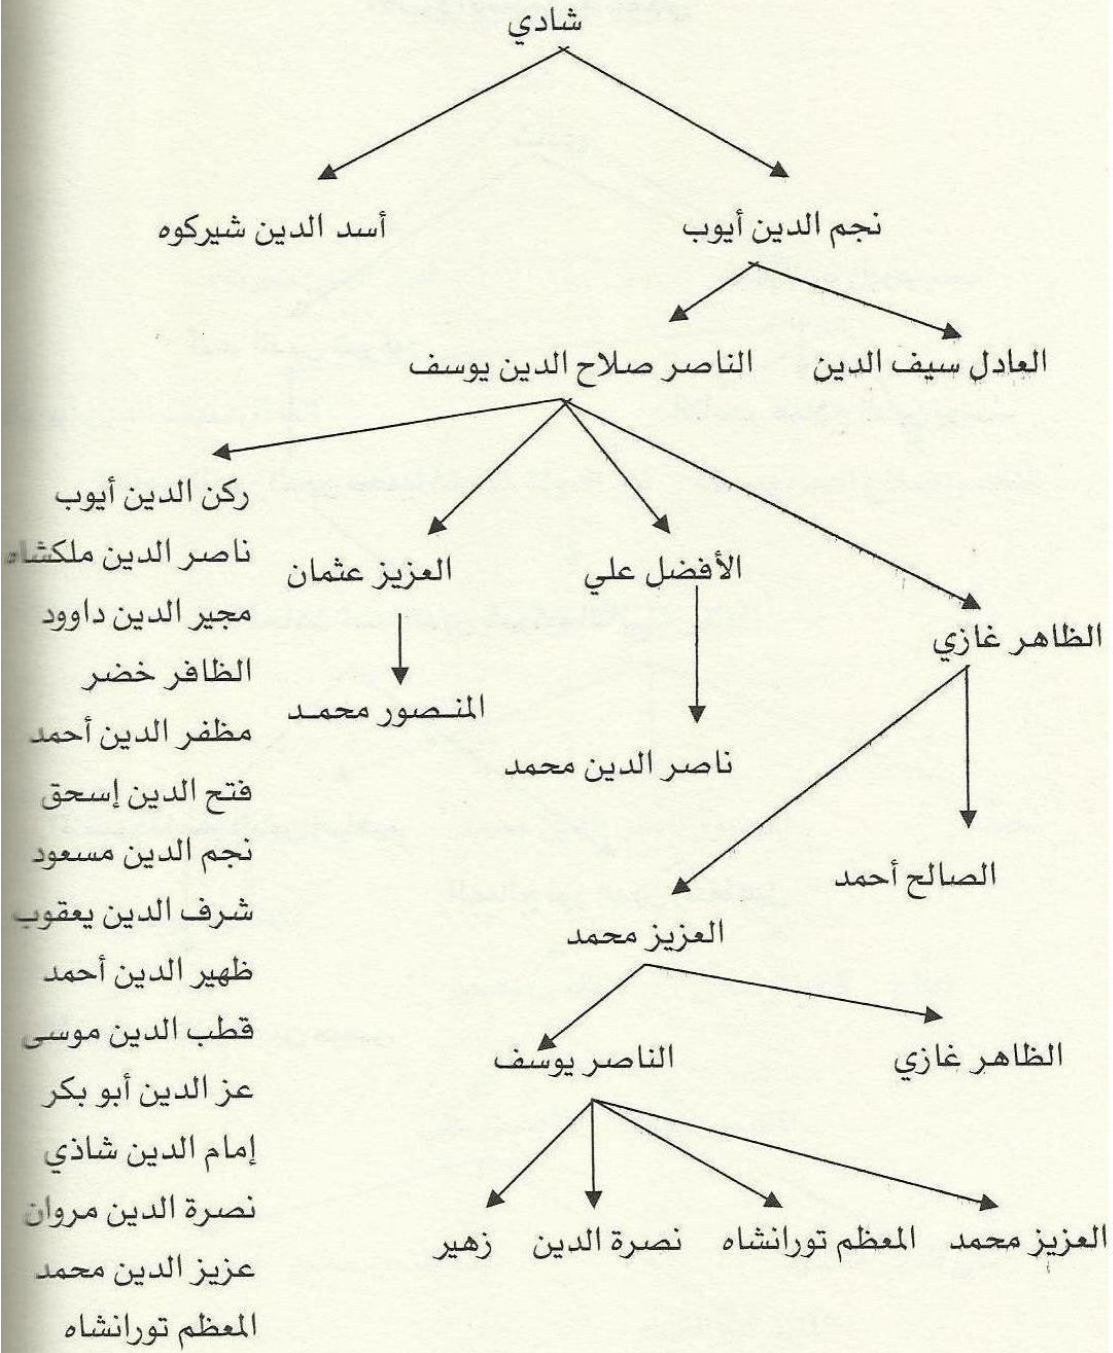 شادي
نجم الدين أيوب
أسد الدين شيركوه
العادل سيف الدين
الناصر صلاح الدين يوسف
الظاهر غازي
الأفضل علي
العزيز عثمان
ركن الدين أيوب
ناصر الدين ملكشاه
مجير الدين داوود
الظافر خضر
مظفر الدين أحمد
فتح الدين إسحق
نجم الدين مسعود
شرف الدين يعقوب
ظهير الدين أحمد
قطب الدين موسى
عز الدين أبو بكر
إمام الدين شاذي
نصرة الدين مروان
عزيز الدين محمد
المعظم تورانشاه
المنصور محمد
ناصر الدين محمد
الصالح أحمد
العزيز محمد
الظاهر غازي
الناصر يوسف
العزيز محمد
المعظم تورانشاه
نصرة الدين
زهير